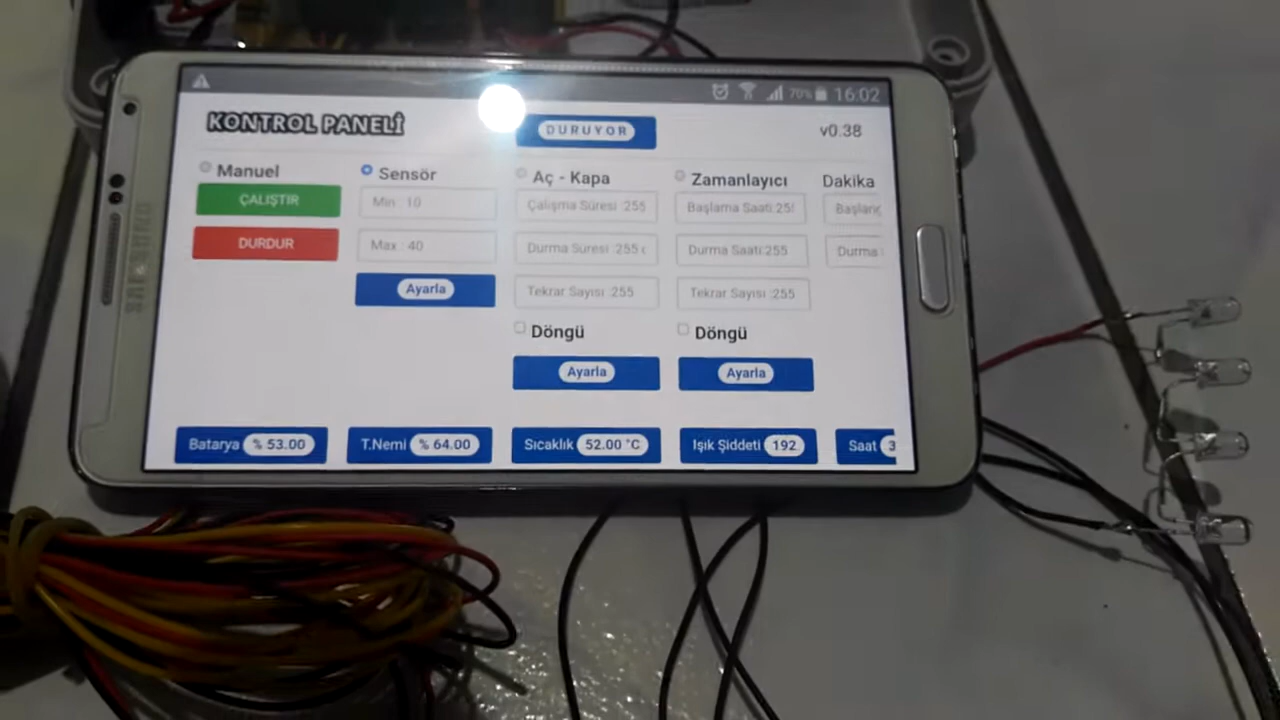 70% 16:02
KONTROL PANELİ
DURUYOR
v0.38
Manuel
ÇALIŞTIR
DURDUR
Sensör
Min : 10
Max : 40
Ayarla
Aç - Kapa
Çalışma Süresi :255
Durma Süresi :255
Tekrar Sayısı :255
Döngü
Ayarla
Zamanlayıcı
Başlama Saati:25
Durma Saati:255
Tekrar Sayısı :255
Döngü
Ayarla
Dakika
Durma
Batarya % 53.00
T.Nemi % 64.00
Sıcaklık 52.00 °C
Işık Şiddeti 192
Saat 3